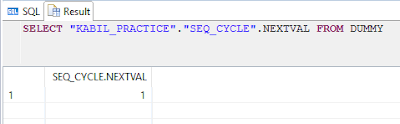 SQL Result
SELECT "KABIL_PRACTICE"."SEQ_CYCLE".NEXTVAL FROM DUMMY
SEQ_CYCLE.NEXTVAL
1 1